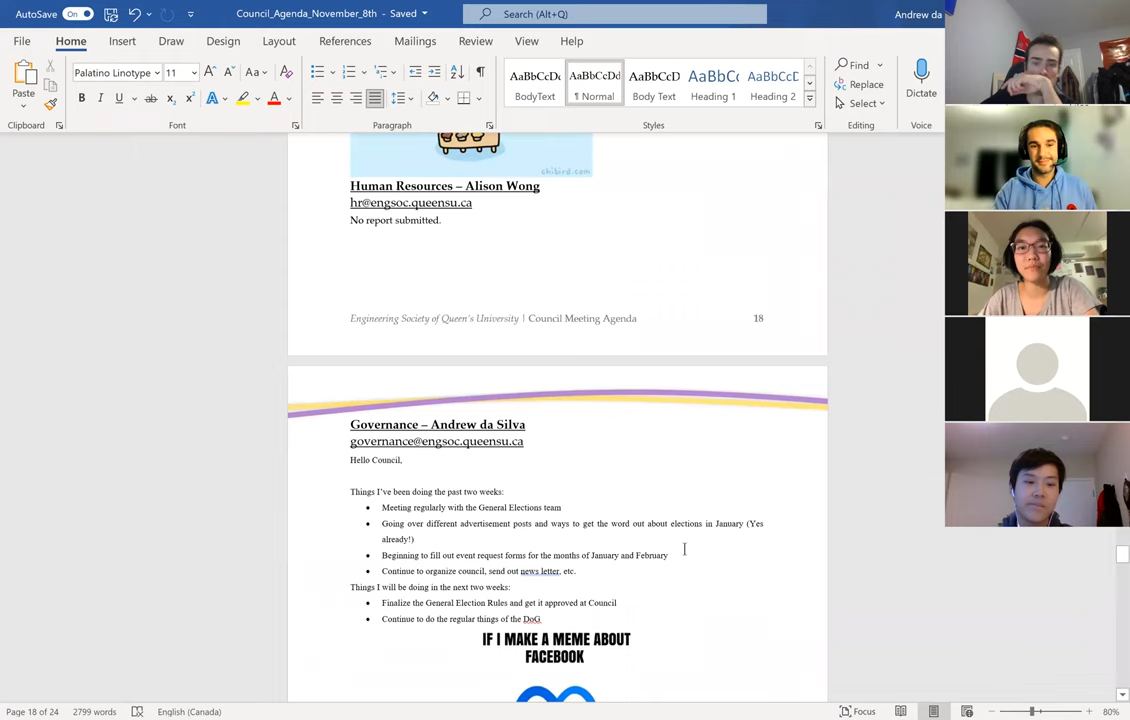 AutoSave On Council_Agenda_November_8th - Saved Search (Alt+Q) Andrew da
File Home Insert Draw Design Layout References Mailings Review View Help
Paste
Palatino Linotype 11 Aa
B I U ab x2 x2 A A
AaBbCcDc AaBbCcDd AaBbCcD AaBbCc AaBbCcD
BodyText ¶ Normal Body Text Heading 1 Heading 2
Find
Replace
Select
Dictate
Clipboard Font Paragraph Styles Editing Voice
chibird.com
Human Resources – Alison Wong
hr@engsoc.queensu.ca
No report submitted.
Engineering Society of Queen's University | Council Meeting Agenda 18
Governance – Andrew da Silva
governance@engsoc.queensu.ca
Hello Council,
Things I've been doing the past two weeks:
• Meeting regularly with the General Elections team
• Going over different advertisement posts and ways to get the word out about elections in January (Yes
already!)
• Beginning to fill out event request forms for the months of January and February
• Continue to organize council, send out news letter, etc.
Things I will be doing in the next two weeks:
• Finalize the General Election Rules and get it approved at Council
• Continue to do the regular things of the DoG
IF I MAKE A MEME ABOUT
FACEBOOK
Page 18 of 24 2799 words English (Canada) Focus 80%